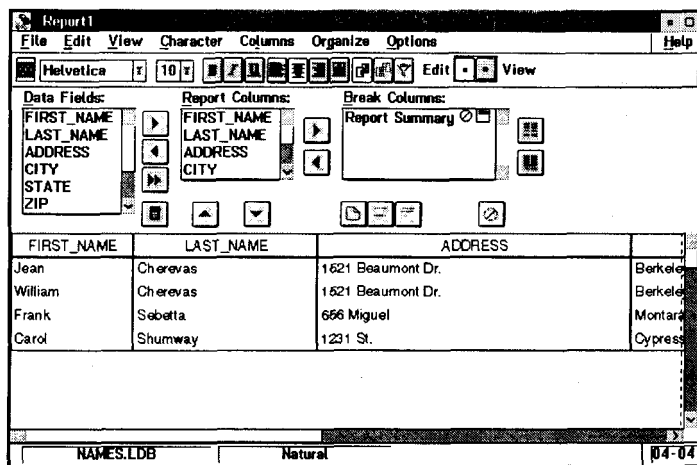 Report1
File Edit View Character Columns Organize Options Help
Helvetica 10 Edit View
Data Fields: Report Columns: Break Columns:
FIRST_NAME FIRST_NAME Report Summary
LAST_NAME LAST_NAME
ADDRESS ADDRESS
CITY CITY
STATE
ZIP
FIRST_NAME LAST_NAME ADDRESS
Jean Cherevas 1621 Beaumont Dr. Berkele
William Cherevas 1621 Beaumont Dr. Berkele
Frank Sebetta 656 Miguel Montara
Carol Shumway 1231 St. Cypress
NAMES.LDB Natural 04-04